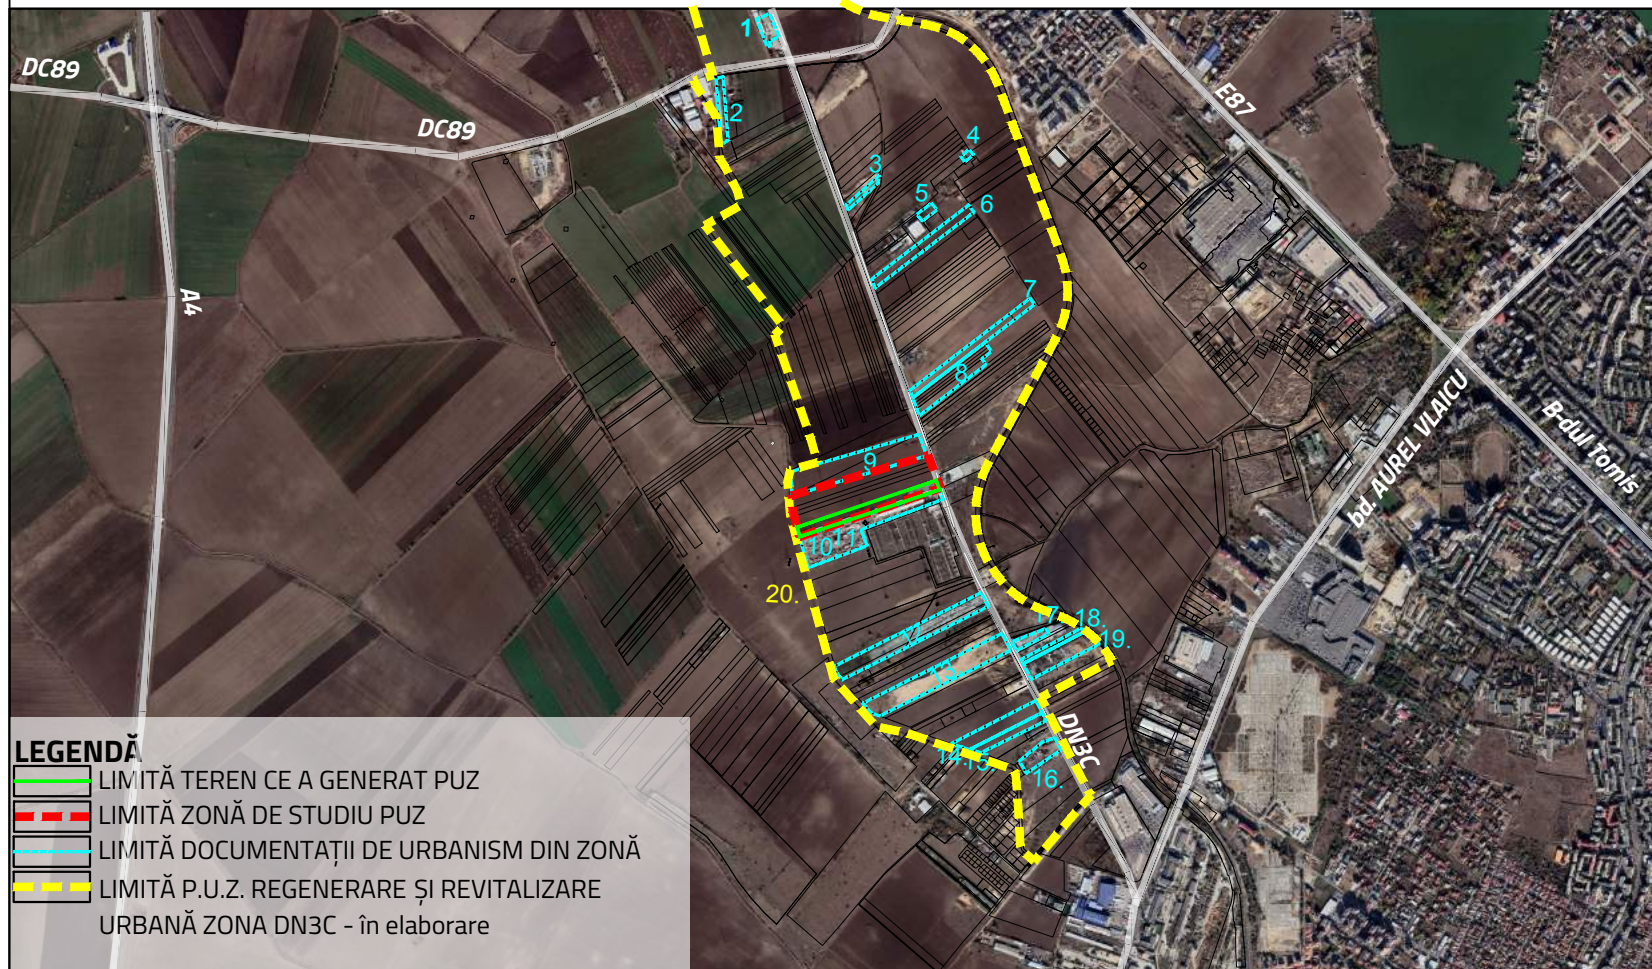 1
DC89
E87
2
DC89
4
3
5
6
A4
7
8
bd. AUREL VLAICU
B-dul Tomis
9
10
11
20.
12
17.
18.
19.
13
DN3C
14.
15.
16.
LEGENDĂ
LIMITĂ TEREN CE A GENERAT PUZ
LIMITĂ ZONĂ DE STUDIU PUZ
LIMITĂ DOCUMENTAȚII DE URBANISM DIN ZONĂ
LIMITĂ P.U.Z. REGENERARE ȘI REVITALIZARE
URBANĂ ZONA DN3C - în elaborare